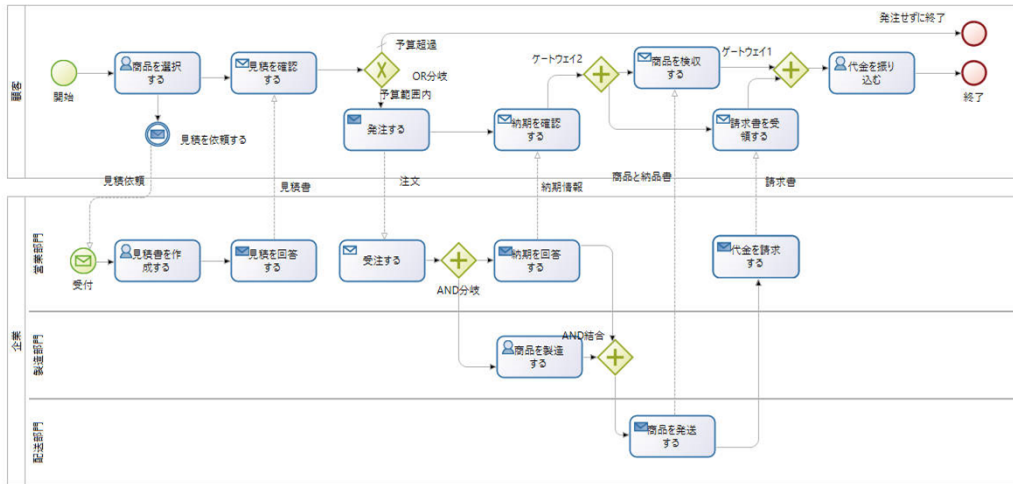 顧客
開始
商品を選択
する
見積を依頼する
見積を確認
する
予算超過
OR分岐
予算範囲内
発注する
納期を確認
する
ゲートウェイ2
商品を検収
する
ゲートウェイ1
請求書を受
領する
代金を振り
込む
発注せずに終了
終了
見積依頼
見積書
注文
納期情報
商品と納品書
請求書
企業
営業部門
受付
見積書を作
成する
見積を回答
する
受注する
AND分岐
納期を回答
する
代金を請求
する
製造部門
商品を製造
する
AND結合
配送部門
商品を発送
する